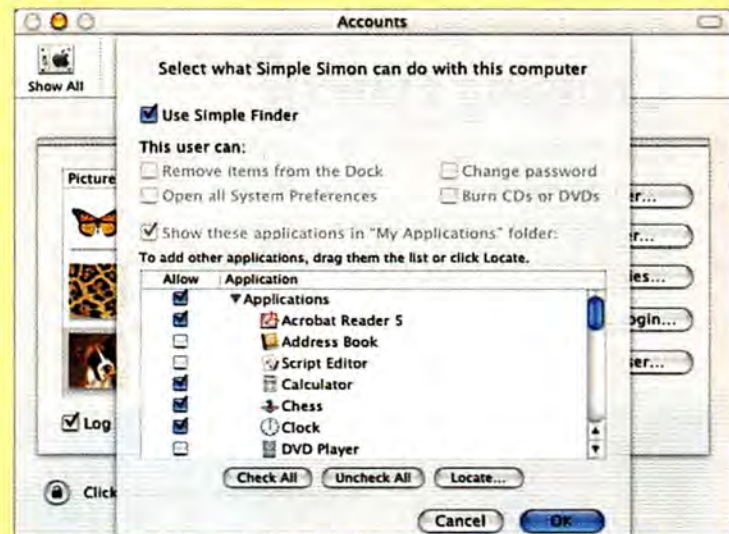 Accounts
Show All
Select what Simple Simon can do with this computer
Use Simple Finder
This user can:
Remove items from the Dock
Change password
Open all System Preferences
Burn CDs or DVDs
Show these applications in "My Applications" folder:
To add other applications, drag them the list or click Locate.
Allow Application
Applications
Acrobat Reader 5
Address Book
Script Editor
Calculator
Chess
Clock
DVD Player
Check All Uncheck All Locate...
Cancel OK
Picture
er...
er...
ies...
ogin...
ser...
Log
Click